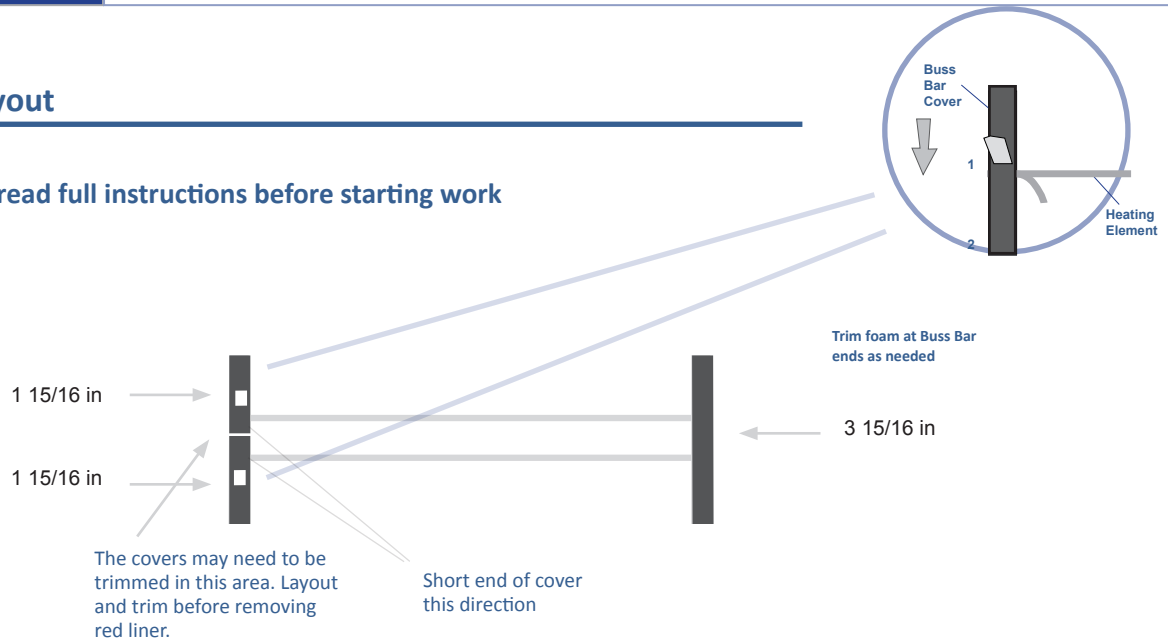 yout
read full instructions before starting work
Buss
Bar
Cover
1
2
Heating
Element
Trim foam at Buss Bar
ends as needed
1 15/16 in
3 15/16 in
1 15/16 in
The covers may need to be
trimmed in this area. Layout
and trim before removing
red liner.
Short end of cover
this direction